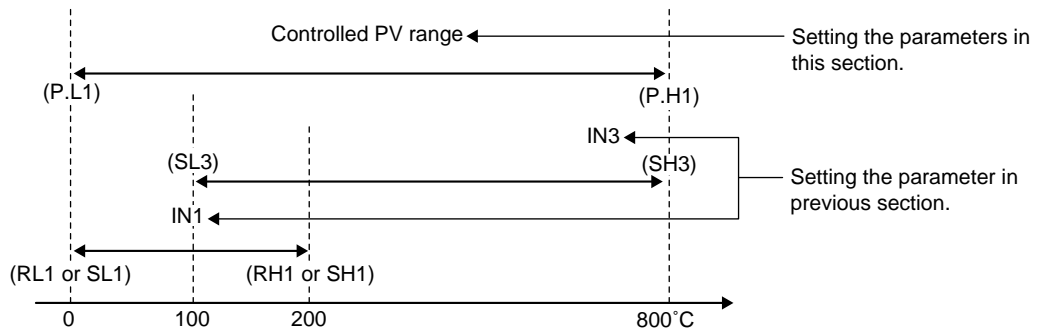 Controlled PV range
Setting the parameters in
this section.
(P.L1)
(P.H1)
IN3
(SL3)
(SH3)
Setting the parameter in
previous section.
IN1
(RL1 or SL1)
(RH1 or SH1)
0
100
200
800˚C